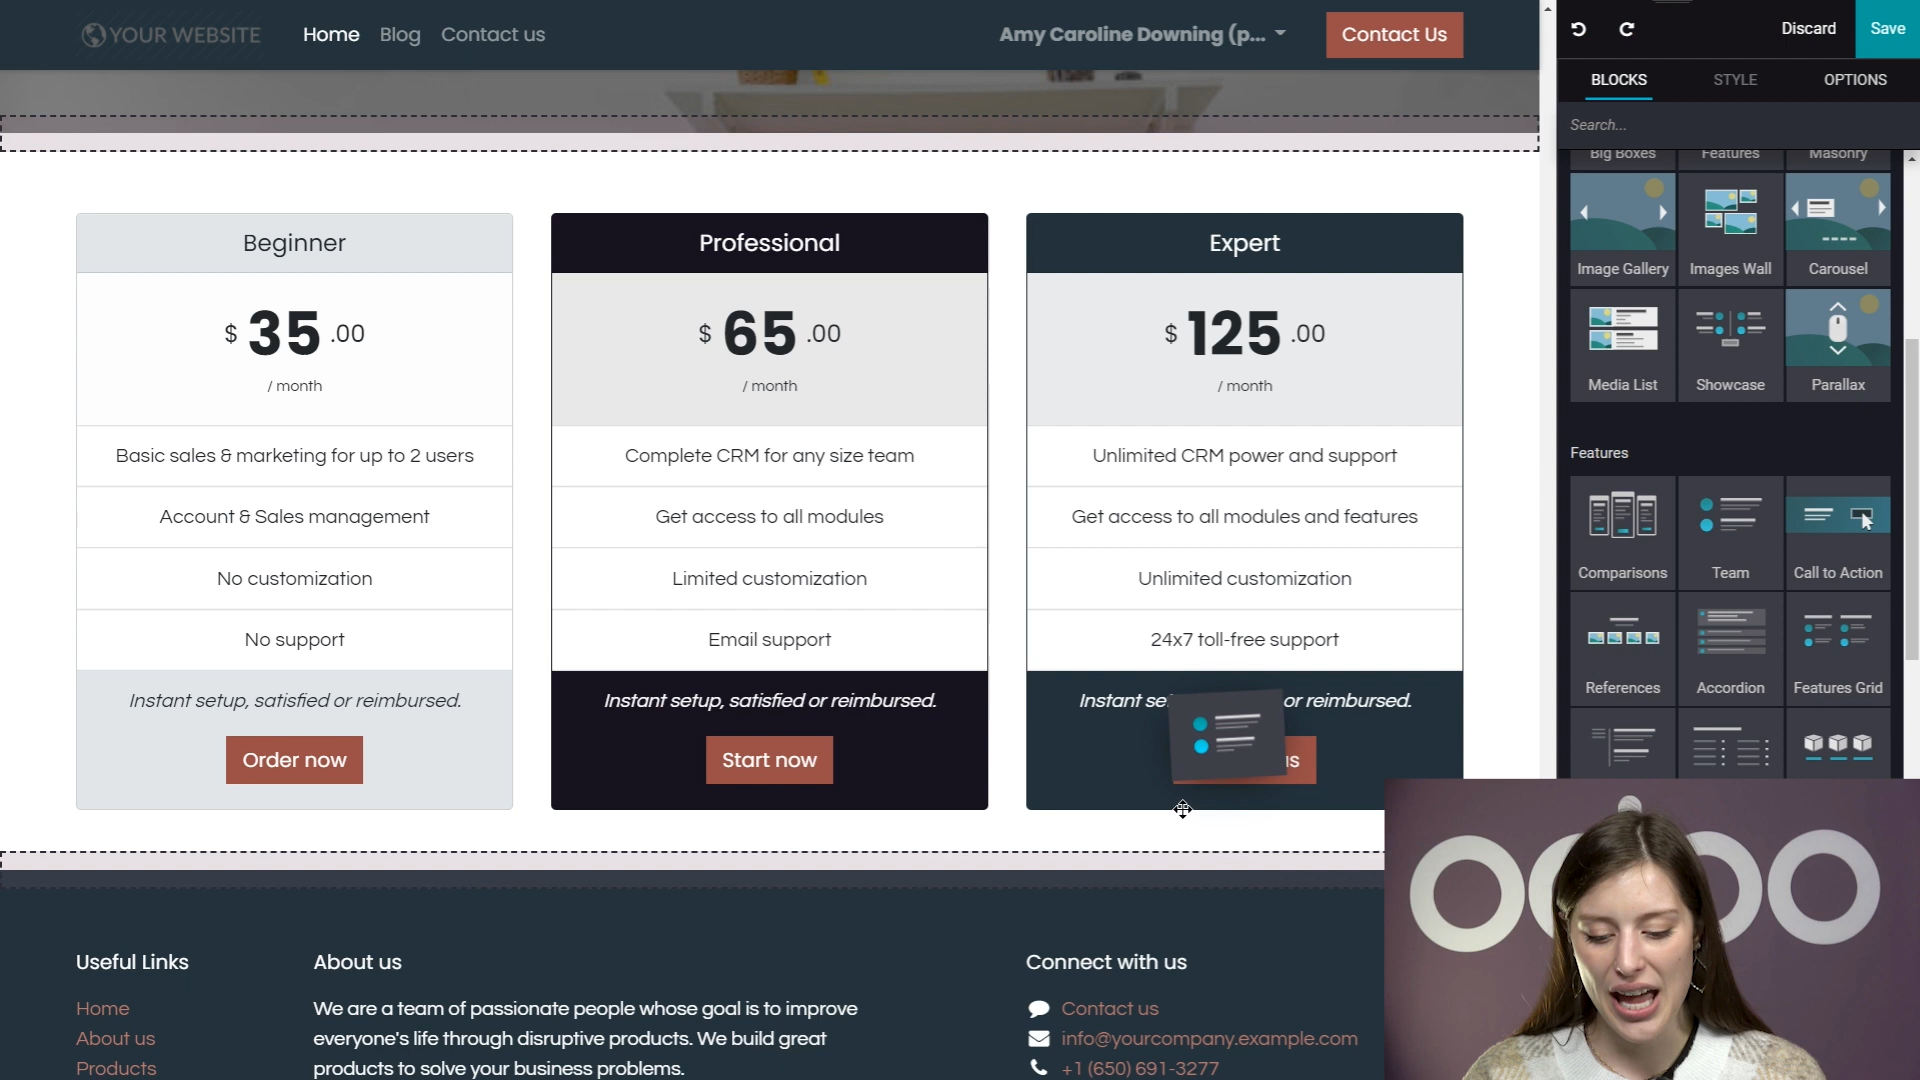 YOUR WEBSITE
Home
Blog
Contact us
Amy Caroline Downing (p...
Contact Us
Discard
Save
BLOCKS
STYLE
OPTIONS
Search...
Big Boxes
Features
Masonry
Image Gallery
Images Wall
Carousel
Media List
Showcase
Parallax
Features
Comparisons
Team
Call to Action
References
Accordion
Features Grid
Beginner
$ 35 .00
/ month
Basic sales & marketing for up to 2 users
Account & Sales management
No customization
No support
Instant setup, satisfied or reimbursed.
Order now
Professional
$ 65 .00
/ month
Complete CRM for any size team
Get access to all modules
Limited customization
Email support
Instant setup, satisfied or reimbursed.
Start now
Expert
$ 125 .00
/ month
Unlimited CRM power and support
Get access to all modules and features
Unlimited customization
24x7 toll-free support
Instant se
or reimbursed.
s
Useful Links
Home
About us
Products
About us
We are a team of passionate people whose goal is to improve
everyone's life through disruptive products. We build great
products to solve your business problems.
Connect with us
Contact us
info@yourcompany.example.com
+1 (650) 691-3277